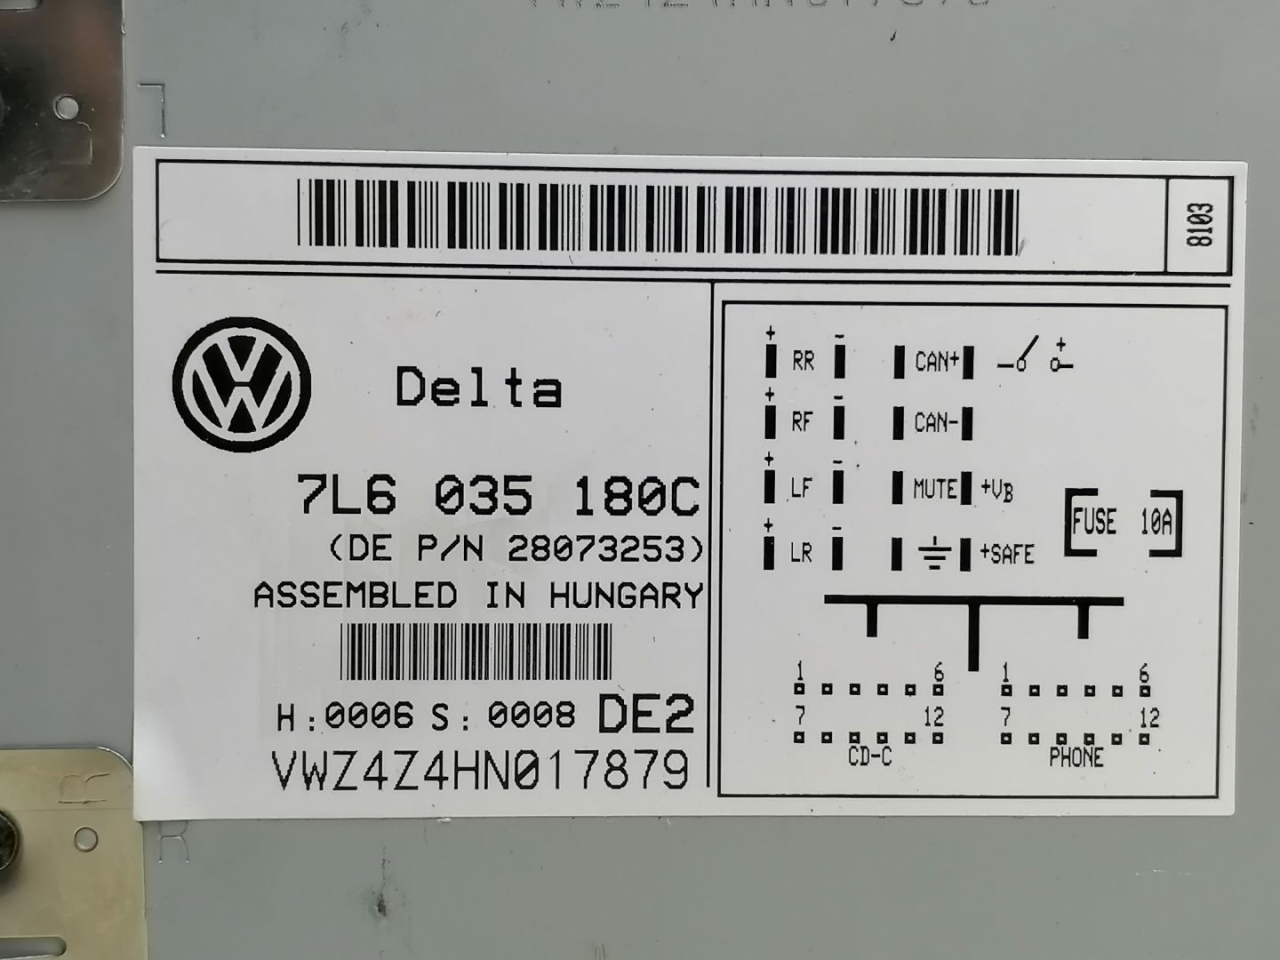 8103
Delta
7L6 035 180C
(DE P/N 28073253)
ASSEMBLED IN HUNGARY
H:0006 S:0008 DE2
VWZ4Z4HN017879
+ RR - CAN+ +
+ RF - CAN-
+ LF - MUTE +VB
+ LR - +SAFE
FUSE 10A
1 6 1 6
7 12 7 12
CD-C PHONE
R
R